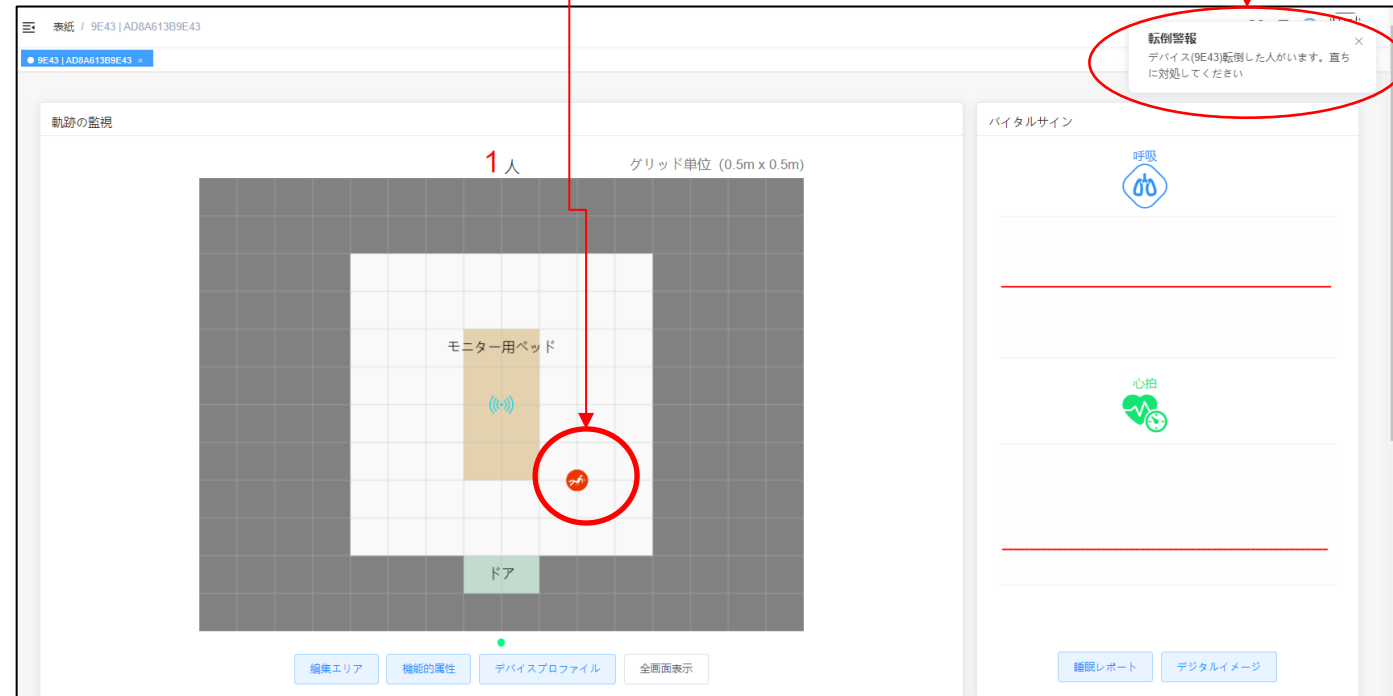 表紙 / 9E43 | AD8A613B9E43
転倒警報
デバイス(9E43)転倒した人がいます。直ち
に対処してください
9E43 | AD8A613B9E43
軌跡の監視
1人
グリッド単位 (0.5m x 0.5m)
モニター用ベッド
ドア
編集エリア
機能的属性
デバイスプロファイル
全画面表示
バイタルサイン
呼吸
心拍
睡眠レポート
デジタルイメージ